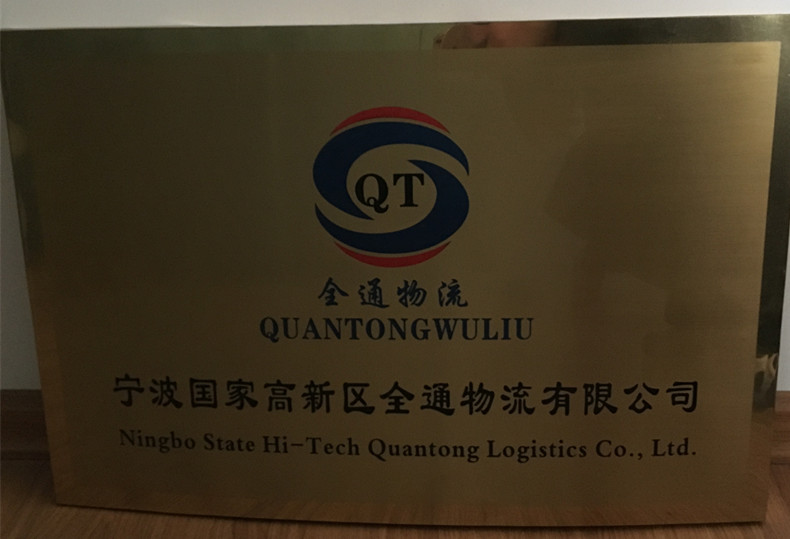 QT
全通物流
QUANTONGWULIU
宁波国家高新区全通物流有限公司
Ningbo State Hi-Tech Quantong Logistics Co., Ltd.